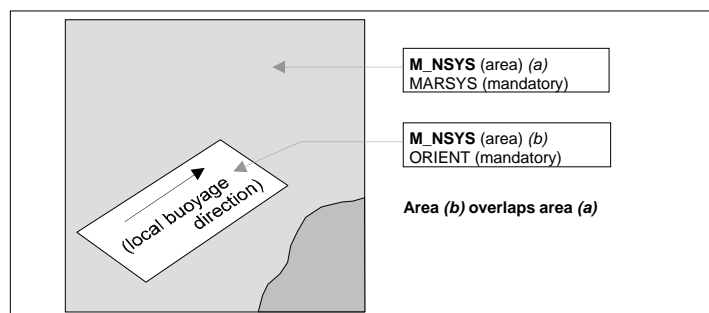 M_NSYS (area) (a)
MARSYS (mandatory)
M_NSYS (area) (b)
ORIENT (mandatory)
(local buoyage
direction)
Area (b) overlaps area (a)